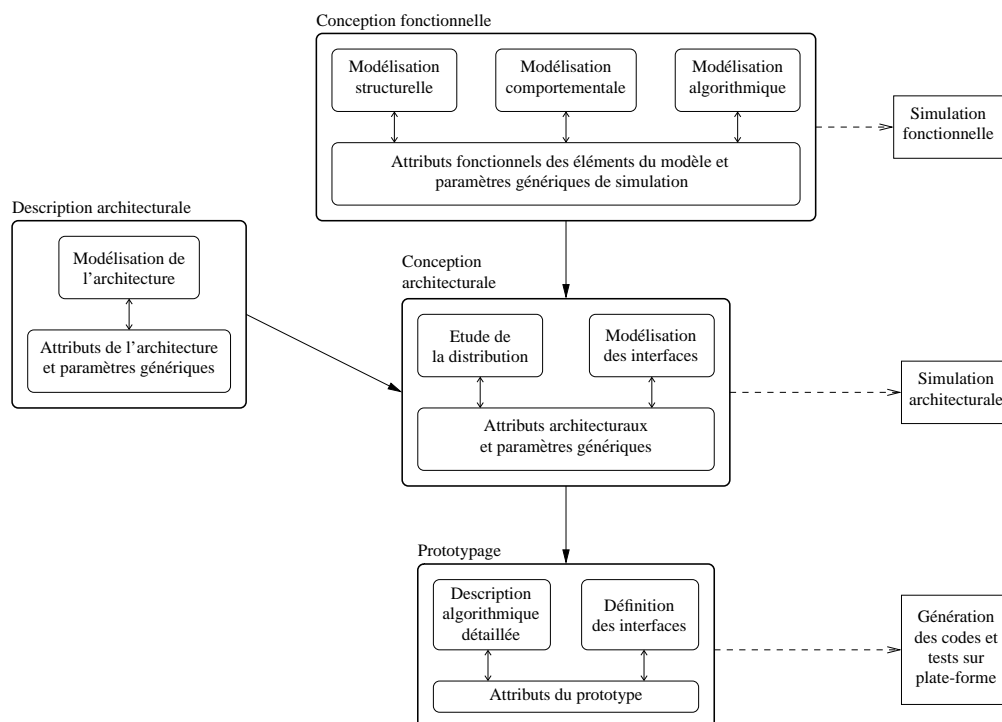 Conception fonctionnelle
Modélisation
structurelle
Modélisation
comportementale
Modélisation
algorithmique
Attributs fonctionnels des éléments du modèle et
paramètres génériques de simulation
Simulation
fonctionnelle
Description architecturale
Modélisation de
l’architecture
Attributs de l’architecture
et paramètres génériques
Conception
architecturale
Etude de
la distribution
Modélisation
des interfaces
Attributs architecturaux
et paramètres génériques
Simulation
architecturale
Prototypage
Description
algorithmique
détaillée
Définition
des interfaces
Attributs du prototype
Génération
des codes et
tests sur
plate-forme